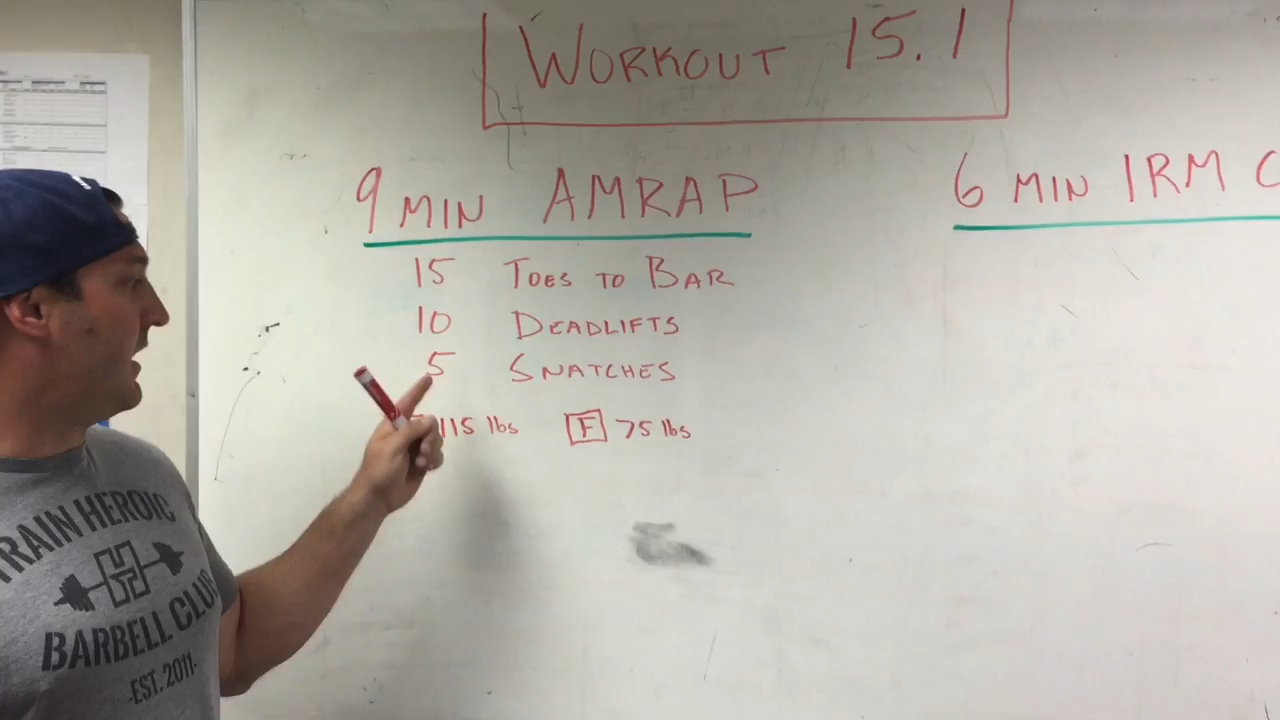 WORKOUT 15.1
9 MIN AMRAP
15 TOES TO BAR
10 DEADLIFTS
5 SNATCHES
115 lbs F 75 lbs
6 MIN 1RM C
TRAIN HEROIC
H
BARBELL CLUB
-EST. 2011-